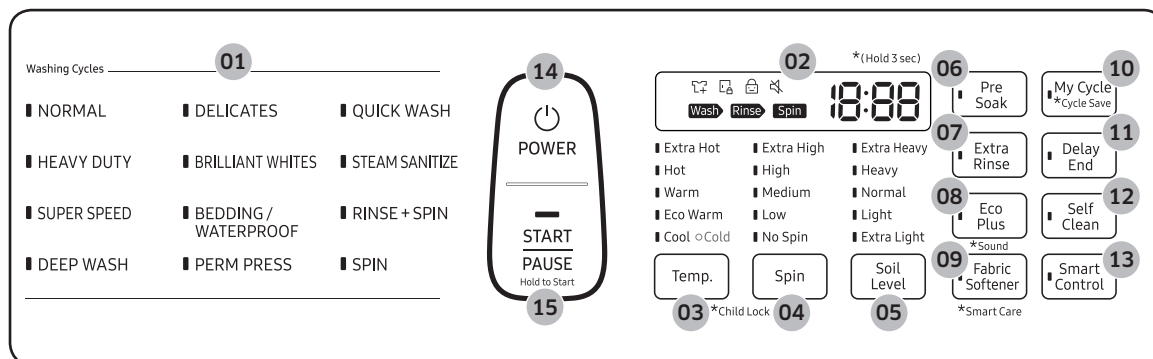 01
Washing Cycles
NORMAL
DELICATES
QUICK WASH
HEAVY DUTY
BRILLIANT WHITES
STEAM SANITIZE
SUPER SPEED
BEDDING /
WATERPROOF
RINSE + SPIN
DEEP WASH
PERM PRESS
SPIN
14
POWER
START
PAUSE
Hold to Start
15
02
*(Hold 3 sec)
Wash Rinse Spin
18:88
Extra Hot
Hot
Warm
Eco Warm
Cool Cold
Extra High
High
Medium
Low
No Spin
Extra Heavy
Heavy
Normal
Light
Extra Light
Temp.
Spin
Soil
Level
03
*Child Lock
04
05
06
Pre
Soak
07
Extra
Rinse
08
Eco
Plus
*Sound
09
Fabric
Softener
*Smart Care
10
My Cycle
*Cycle Save
11
Delay
End
12
Self
Clean
13
Smart
Control